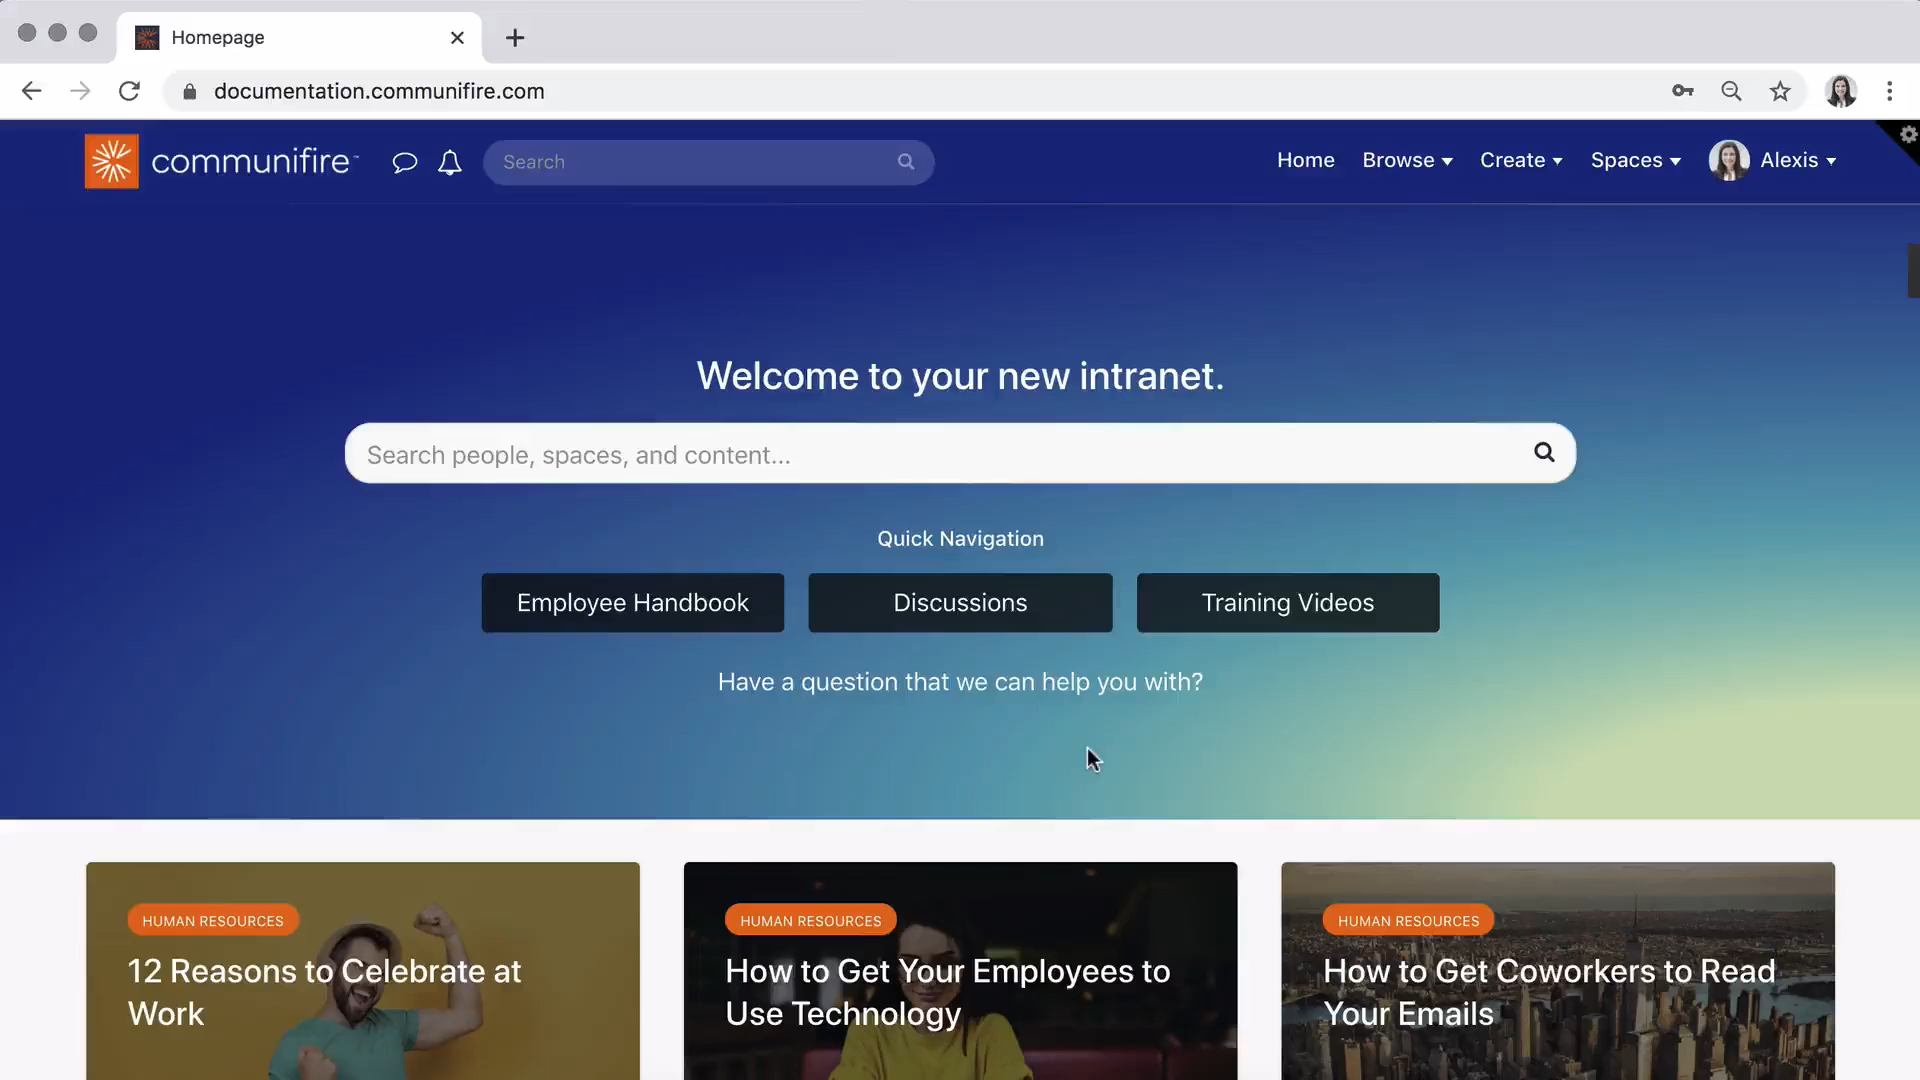 Homepage
documentation.communifire.com
communifire™
Search
Home
Browse
Create
Spaces
Alexis
Welcome to your new intranet.
Search people, spaces, and content...
Quick Navigation
Employee Handbook
Discussions
Training Videos
Have a question that we can help you with?
HUMAN RESOURCES
12 Reasons to Celebrate at
Work
HUMAN RESOURCES
How to Get Your Employees to
Use Technology
HUMAN RESOURCES
How to Get Coworkers to Read
Your Emails